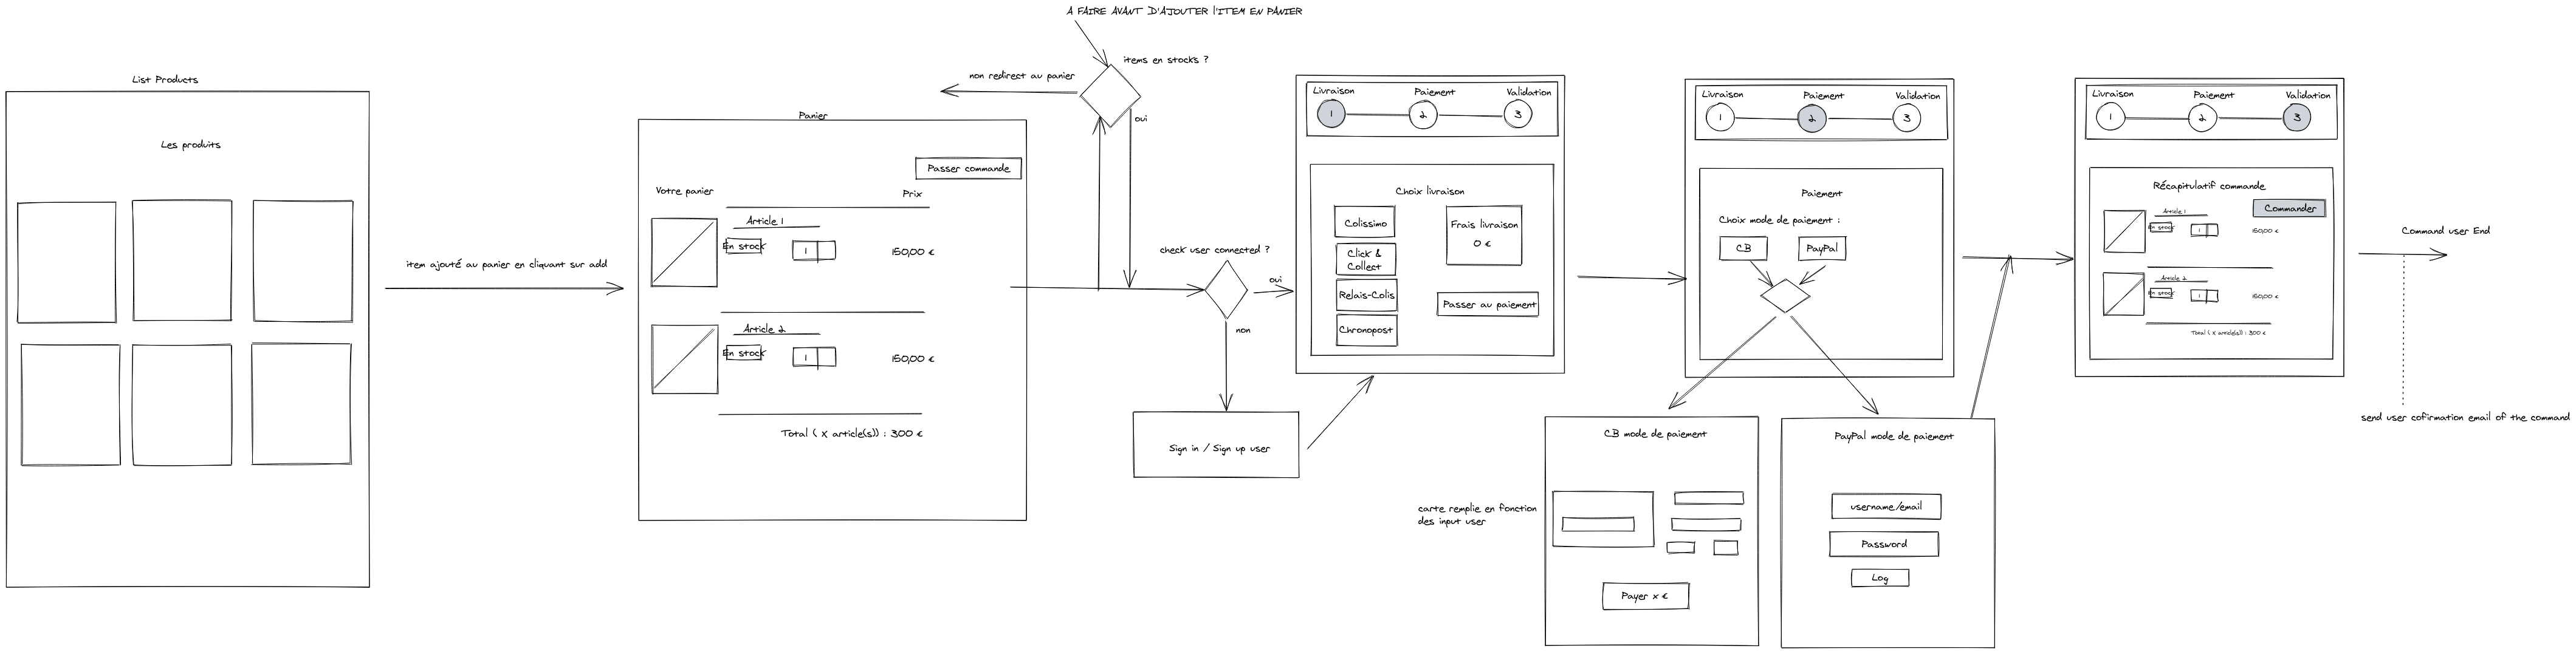 A FAIRE AVANT D'AJOUTER l'ITEM EN PANIER
List Products
Les produits
item ajouté au panier en cliquant sur add
Panier
Passer commande
Votre panier
Prix
Article 1
En stock
1
150,00 €
Article 2
En stock
1
150,00 €
Total ( x article(s)) : 300 €
items en stocks ?
non redirect au panier
oui
check user connected ?
oui
non
Sign in / Sign up user
Livraison
Paiement
Validation
1
2
3
Choix livraison
Colissimo
Click &
Collect
Relais-Colis
Chronopost
Frais livraison
0 €
Passer au paiement
Livraison
Paiement
Validation
1
2
3
Paiement
Choix mode de paiement :
CB
PayPal
CB mode de paiement
carte remplie en fonction
des input user
Payer x €
PayPal mode de paiement
username/email
Password
Log
Livraison
Paiement
Validation
1
2
3
Récapitulatif commande
Commander
Article 1
En stock
1
150,00 €
Article 2
En stock
1
150,00 €
Total ( x article(s)) : 300 €
Command user End
send user cofirmation email of the command